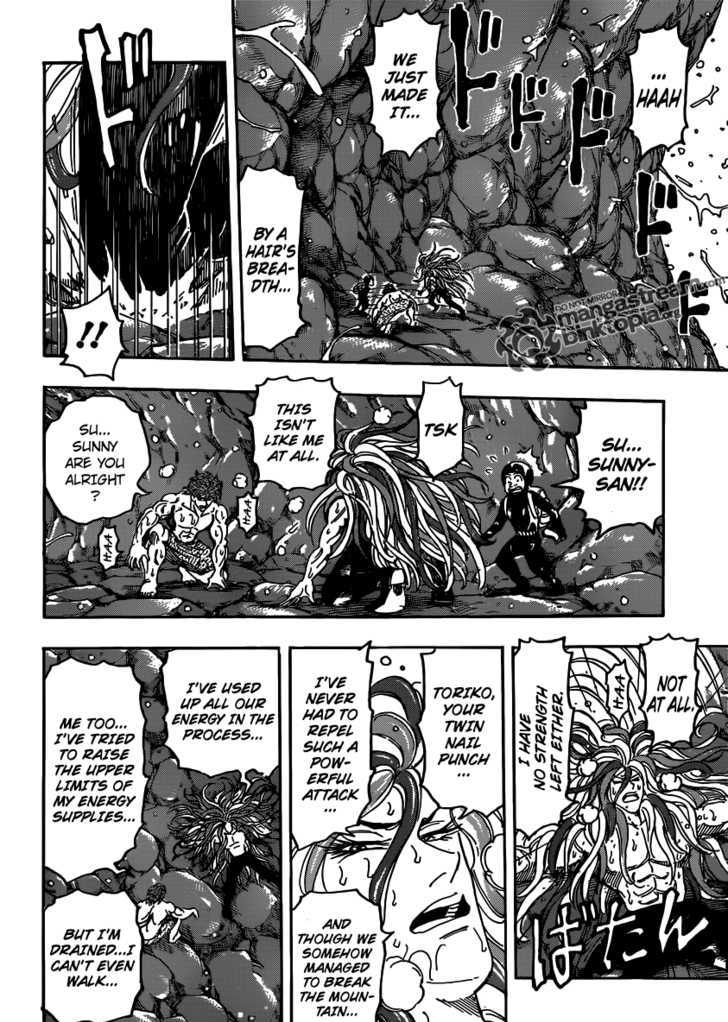 ...
HAAH
WE
JUST
MADE
IT...
BY A
HAIR'S
BREA-
DTH...
ド
ド
ド
ド
ド
ド
DO NOT MIRROR
mangastream.com
binktopia.org
!!
SU...
SUNNY-
SAN!!
TSK
THIS
ISN'T
LIKE ME
AT ALL.
HAA
SU...
SUNNY
ARE YOU
ALRIGHT
?
HAA
NOT
AT ALL.
HAA
I HAVE
NO STRENGTH
LEFT EITHER.
ばたん
TORIKO,
YOUR
TWIN
NAIL
PUNCH
...
I'VE
NEVER
HAD TO
REPEL
SUCH A
POW-
ERFUL
ATTACK
...
AND
THOUGH WE
SOMEHOW
MANAGED
TO BREAK
THE MOUN-
TAIN...
I'VE USED
UP ALL OUR
ENERGY IN THE
PROCESS...
ME TOO...
I'VE TRIED
TO RAISE
THE UPPER
LIMITS OF
MY ENERGY
SUPPLIES...
BUT I'M
DRAINED...I
CAN'T EVEN
WALK...